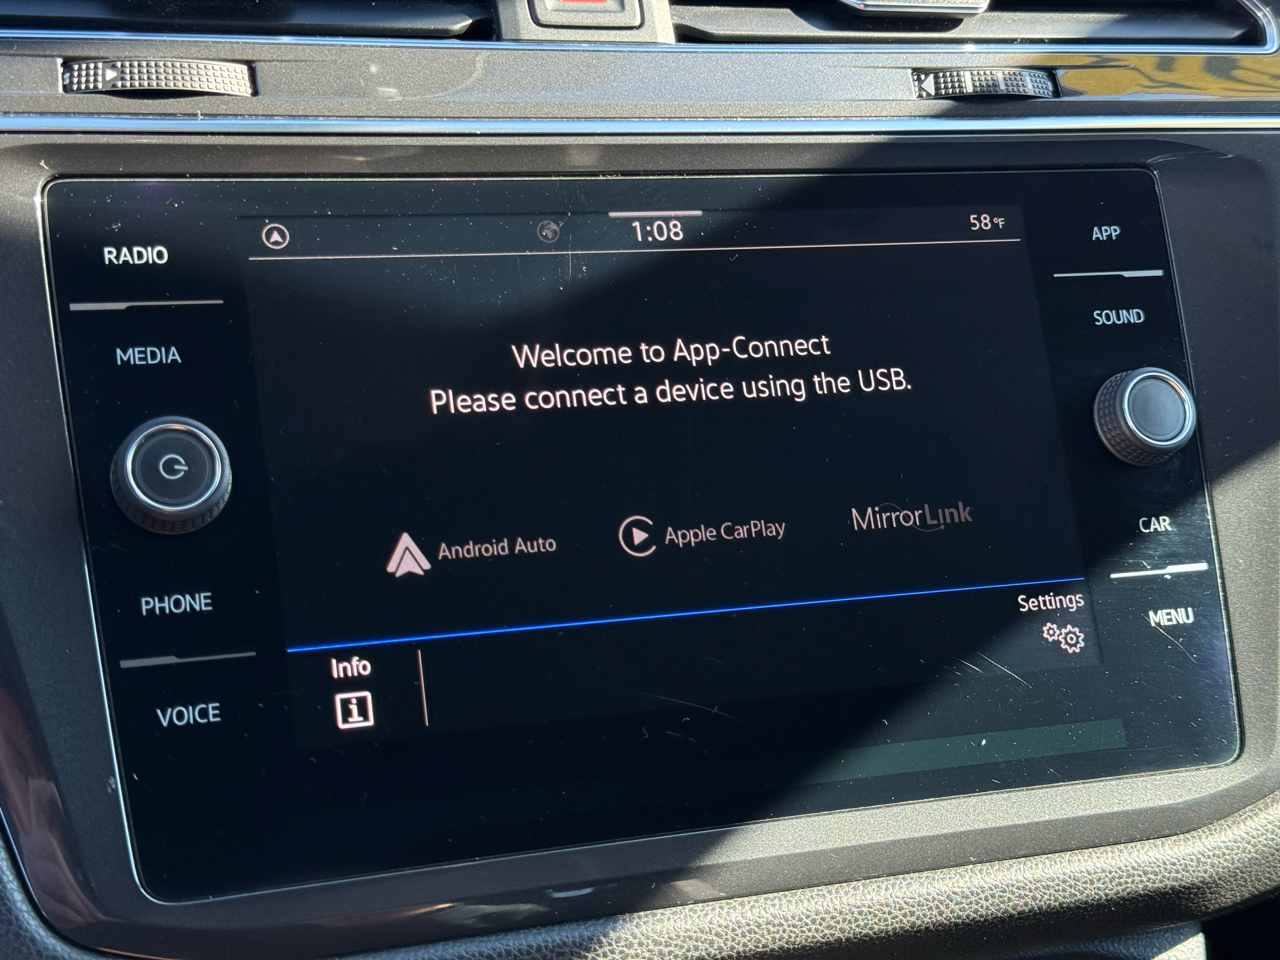 RADIO
MEDIA
PHONE
VOICE
1:08
58°F
Welcome to App-Connect
Please connect a device using the USB.
Android Auto
Apple CarPlay
MirrorLink
Settings
Info
i
APP
SOUND
CAR
MENU